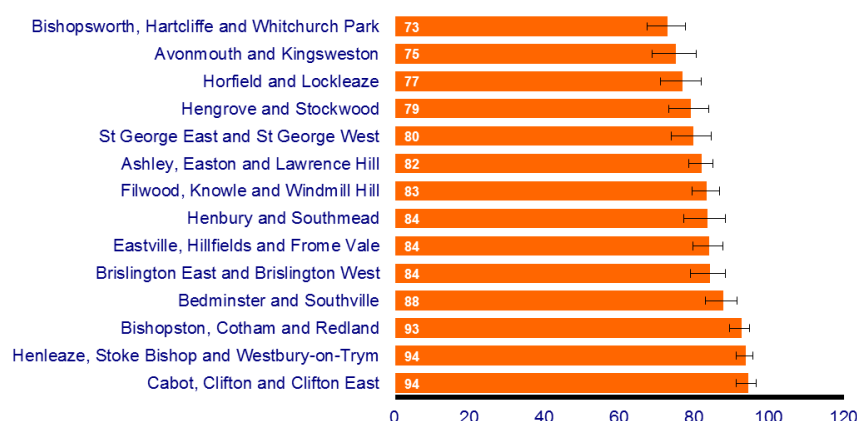 Bishopsworth, Hartcliffe and Whitchurch Park 73
Avonmouth and Kingsweston 75
Horfield and Lockleaze 77
Hengrove and Stockwood 79
St George East and St George West 80
Ashley, Easton and Lawrence Hill 82
Filwood, Knowle and Windmill Hill 83
Henbury and Southmead 84
Eastville, Hillfields and Frome Vale 84
Brislington East and Brislington West 84
Bedminster and Southville 88
Bishopston, Cotham and Redland 93
Henleaze, Stoke Bishop and Westbury-on-Trym 94
Cabot, Clifton and Clifton East 94
0 20 40 60 80 100 120